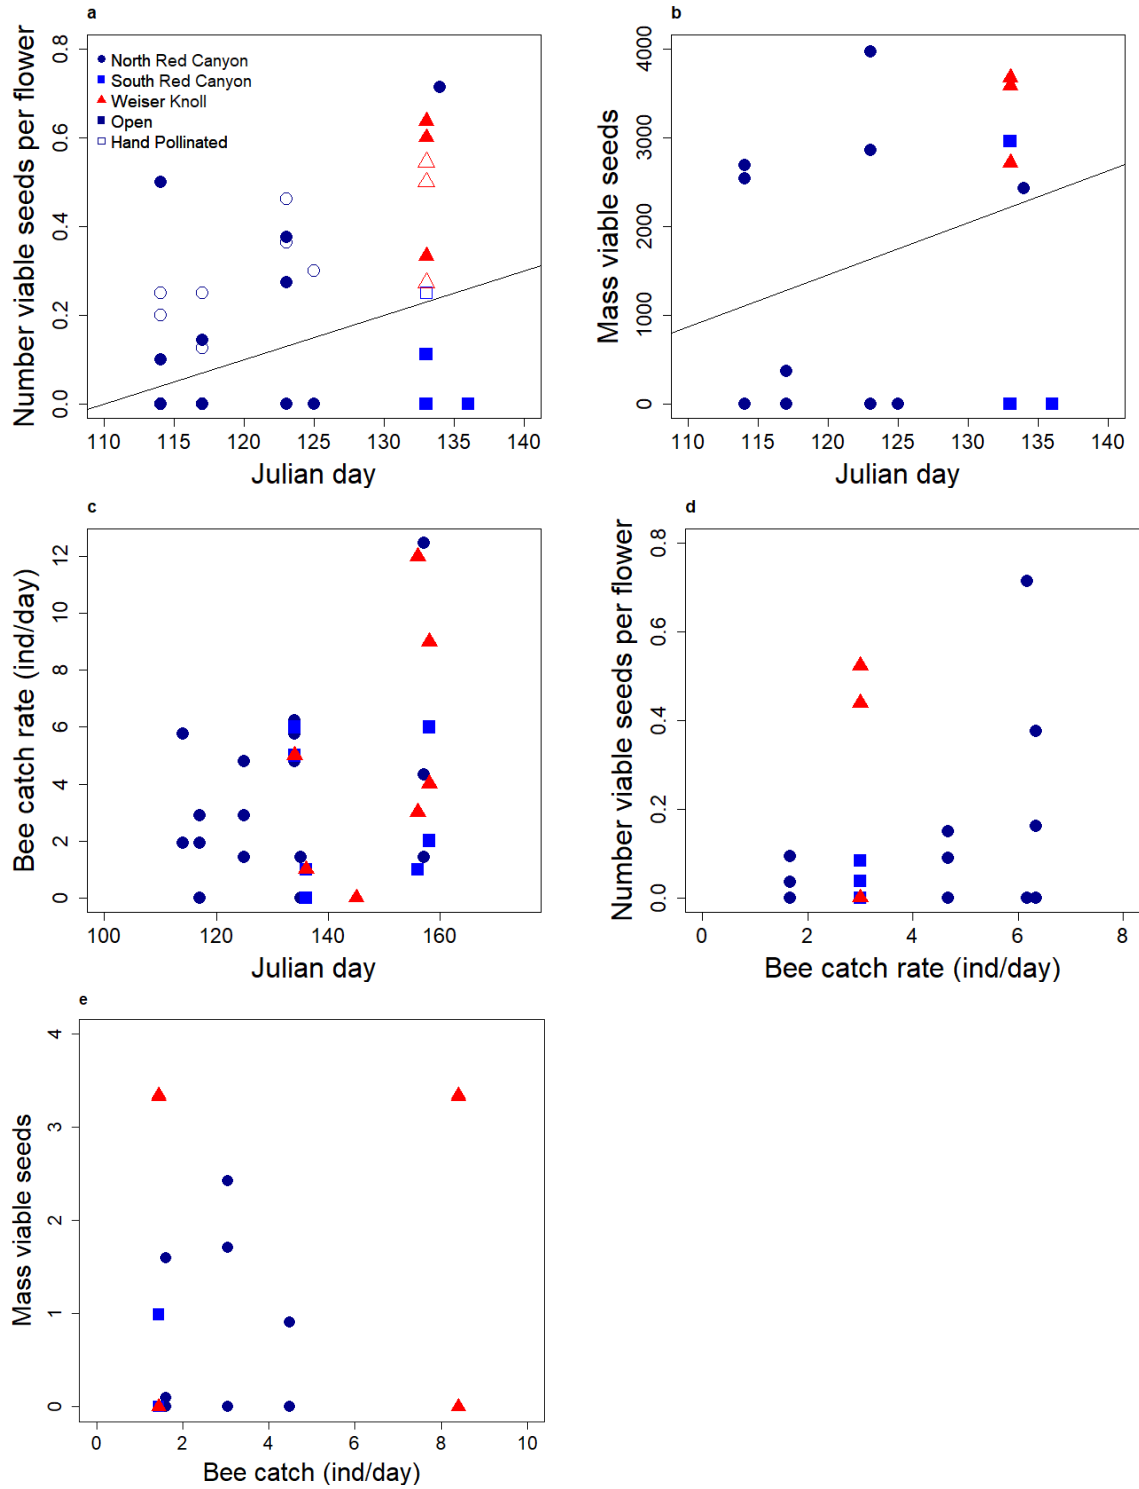 a
Number viable seeds per flower
0.8
0.6
0.4
0.2
0.0
North Red Canyon
South Red Canyon
Weiser Knoll
Open
Hand Pollinated
110 115 120 125 130 135 140
Julian day
b
Mass viable seeds
4000
3000
2000
1000
0
110 115 120 125 130 135 140
Julian day
c
Bee catch rate (ind/day)
12
10
8
6
4
2
0
100 120 140 160
Julian day
d
Number viable seeds per flower
0.8
0.6
0.4
0.2
0.0
0 2 4 6 8
Bee catch rate (ind/day)
e
Mass viable seeds
4
3
2
1
0
0 2 4 6 8 10
Bee catch (ind/day)